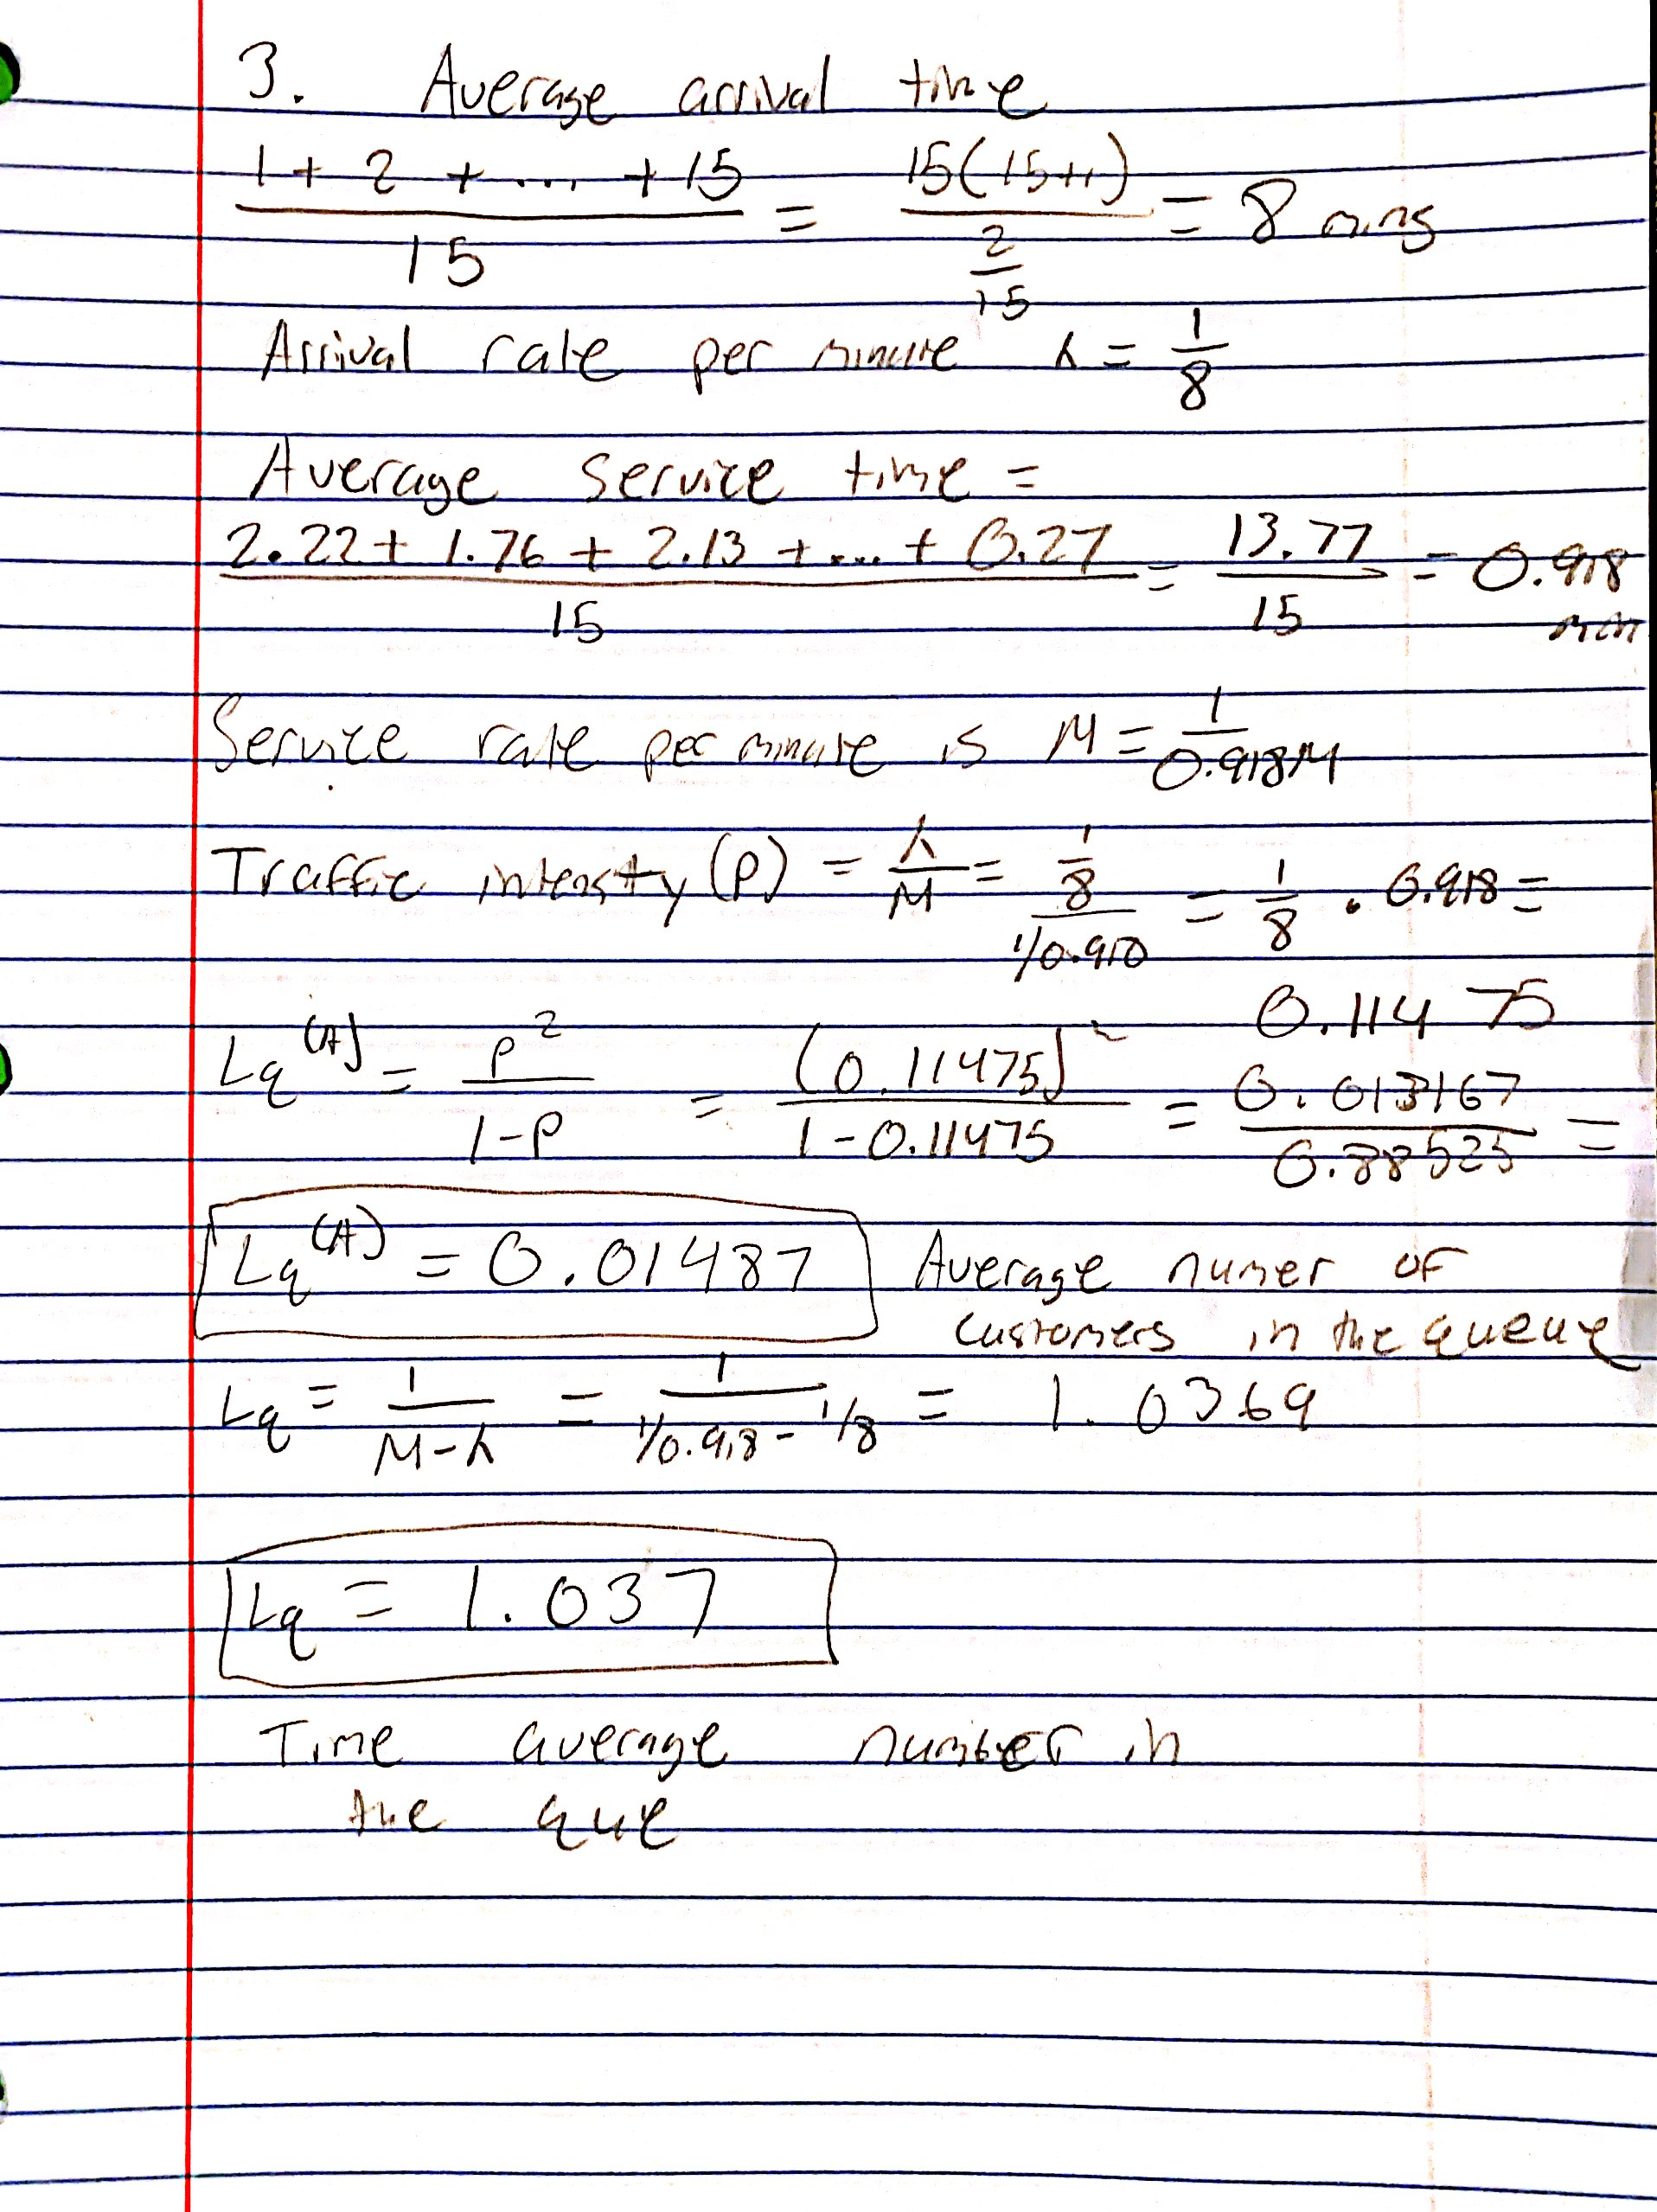 3. Average arrival time
1 + 2 + .... + 15 / 15 = 15(15+1) / 2 / 15 = 8 mins
Arrival rate per minute λ = 1/8
Average service time =
2.22 + 1.76 + 2.13 + ... + 0.27 / 15 = 13.77 / 15 = 0.918 min
Service rate per minute is M = 1 / 0.918M
Traffic intensity (P) = λ/M = 1/8 / 1/0.918 = 1/8 . 0.918 =
0.11475
Lq(A) = P² / 1-P = (0.11475)² / 1-0.11475 = 0.013167 / 0.88525 =
Lq(A) = 0.01487 Average numer of
customers in the queue
Lq = 1 / M-λ = 1 / 1/0.918 - 1/8 = 1.0369
Lq = 1.037
Time average number in
the que